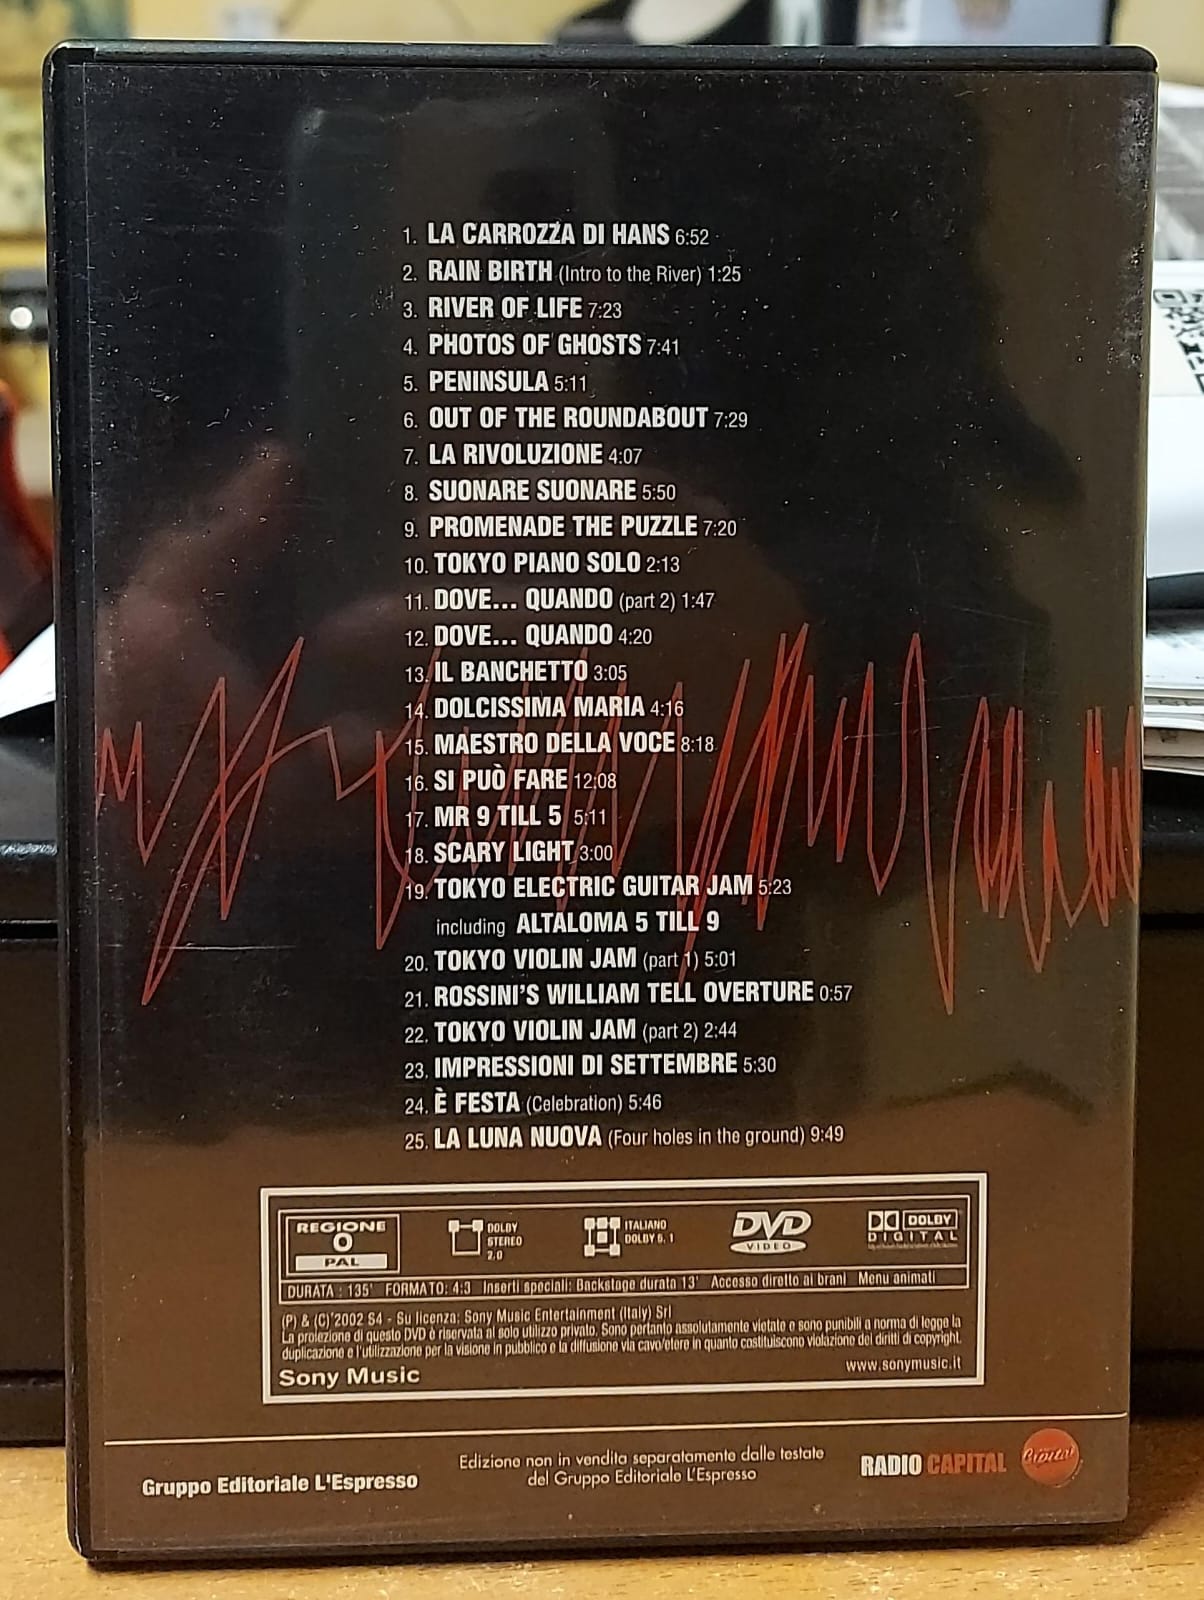 1. LA CARROZZA DI HANS 6:52
2. RAIN BIRTH (Intro to the River) 1:25
3. RIVER OF LIFE 7:23
4. PHOTOS OF GHOSTS 7:41
5. PENINSULA 5:11
6. OUT OF THE ROUNDABOUT 7:29
7. LA RIVOLUZIONE 4:07
8. SUONARE SUONARE 5:50
9. PROMENADE THE PUZZLE 7:20
10. TOKYO PIANO SOLO 2:13
11. DOVE... QUANDO (part 2) 1:47
12. DOVE... QUANDO 4:20
13. IL BANCHETTO 3:05
14. DOLCISSIMA MARIA 4:16
15. MAESTRO DELLA VOCE 8:18
16. SI PUÒ FARE 12:08
17. MR 9 TILL 5 5:11
18. SCARY LIGHT 3:00
19. TOKYO ELECTRIC GUITAR JAM 5:23
including ALTALOMA 5 TILL 9
20. TOKYO VIOLIN JAM (part 1) 5:01
21. ROSSINI'S WILLIAM TELL OVERTURE 0:57
22. TOKYO VIOLIN JAM (part 2) 2:44
23. IMPRESSIONI DI SETTEMBRE 5:30
24. È FESTA (Celebration) 5:46
25. LA LUNA NUOVA (Four holes in the ground) 9:49
REGIONE
0
PAL
DOLBY
STEREO
2.0
ITALIANO
DOLBY 5.1
DVD
VIDEO
DOLBY
DIGITAL
DURATA : 135' FORMATO: 4:3 Inserti speciali: Backstage durata 13' Accesso diretto ai brani Menu animati
(P) & (C) 2002 S4 - Su licenza: Sony Music Entertainment (Italy) Srl
La proiezione di questo DVD è riservata al solo utilizzo privato. Sono pertanto assolutamente vietate e sono punibili a norma di legge la
duplicazione e l'utilizzazione per la visione in pubblico e la diffusione via cavo/etere in quanto costituiscono violazione dei diritti di copyright.
Sony Music
www.sonymusic.it
Gruppo Editoriale L'Espresso
Edizione non in vendita separatamente dalle testate
del Gruppo Editoriale L'Espresso
RADIO CAPITAL
Capital